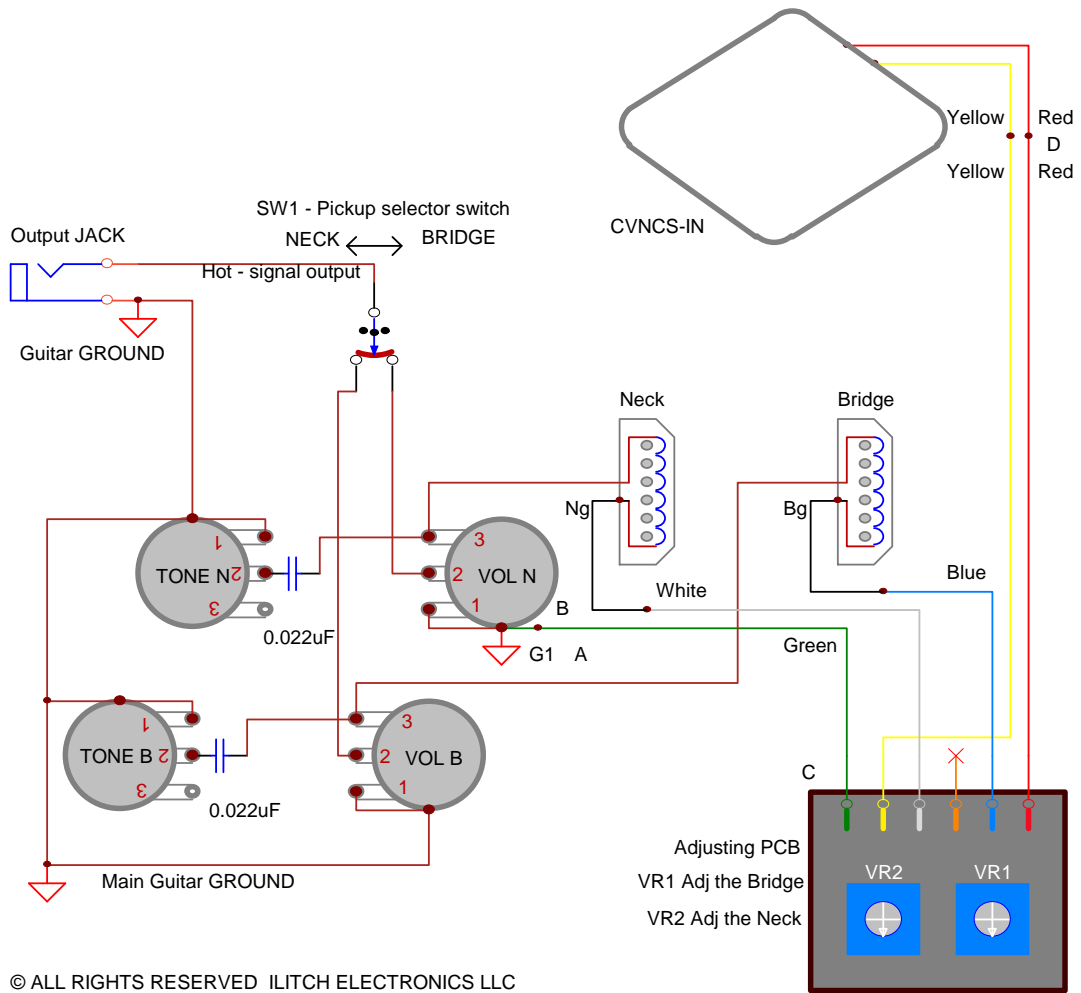 Yellow
Red
D
Yellow
Red
CVNCS-IN
SW1 - Pickup selector switch
NECK
BRIDGE
Output JACK
Hot - signal output
Guitar GROUND
Neck
Bridge
Ng
Bg
1
TONE N
2
3
0.022uF
3
VOL N
2
1
B
White
Blue
G1
A
Green
1
TONE B
2
3
0.022uF
3
VOL B
2
1
C
Main Guitar GROUND
Adjusting PCB
VR1 Adj the Bridge
VR2 Adj the Neck
VR2
VR1
© ALL RIGHTS RESERVED ILITCH ELECTRONICS LLC